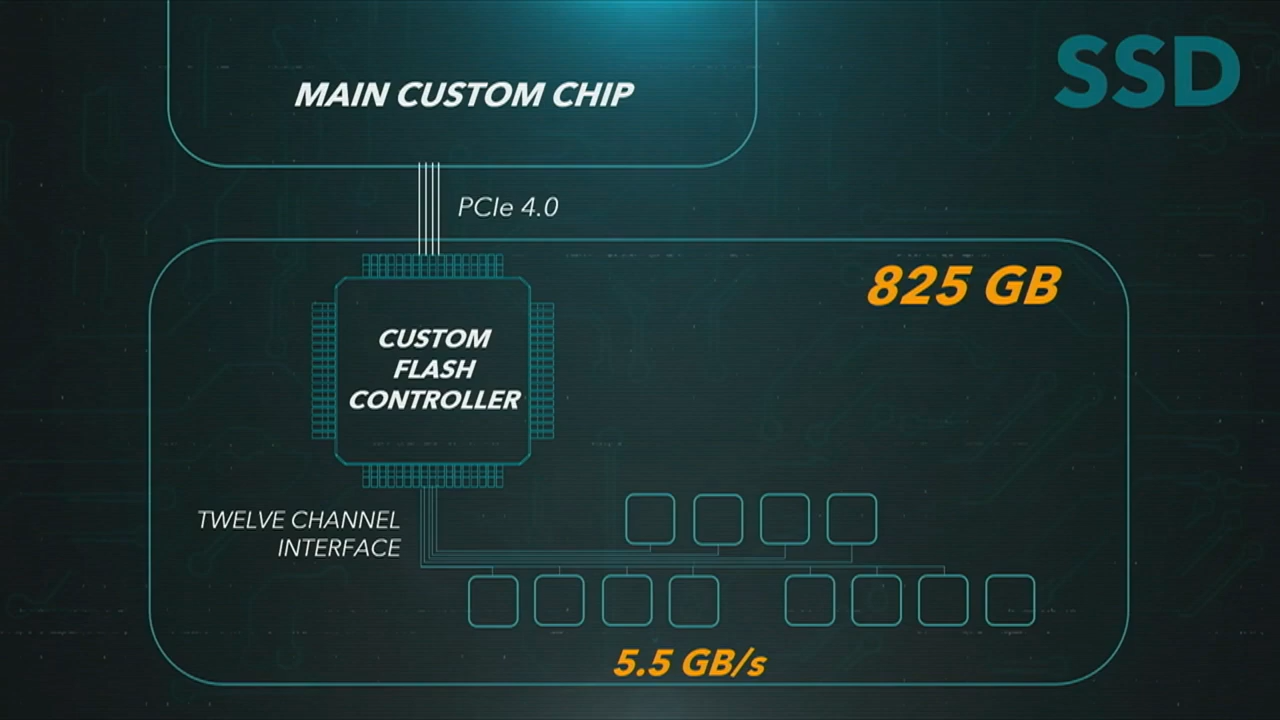 SSD
MAIN CUSTOM CHIP
PCIe 4.0
825 GB
CUSTOM
FLASH
CONTROLLER
TWELVE CHANNEL
INTERFACE
5.5 GB/s